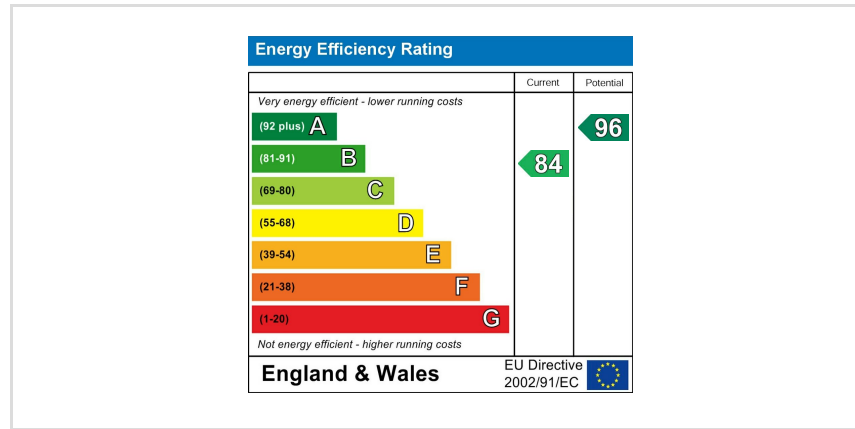 Energy Efficiency Rating
Current Potential
Very energy efficient - lower running costs
(92 plus) A
96
(81-91) B
84
(69-80) C
(55-68) D
(39-54) E
(21-38) F
(1-20) G
Not energy efficient - higher running costs
England & Wales
EU Directive
2002/91/EC